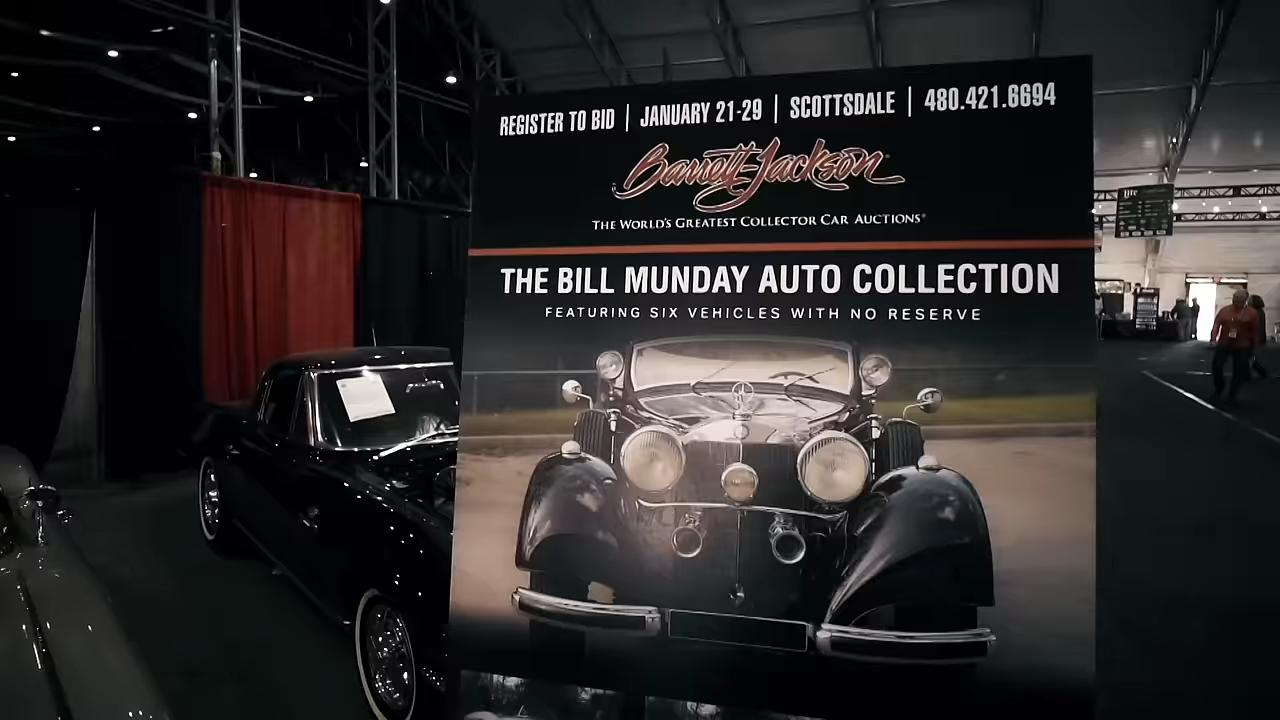 REGISTER TO BID | JANUARY 21-29 | SCOTTSDALE | 480.421.6694
Barrett-Jackson®
THE WORLD'S GREATEST COLLECTOR CAR AUCTIONS®
THE BILL MUNDAY AUTO COLLECTION
FEATURING SIX VEHICLES WITH NO RESERVE